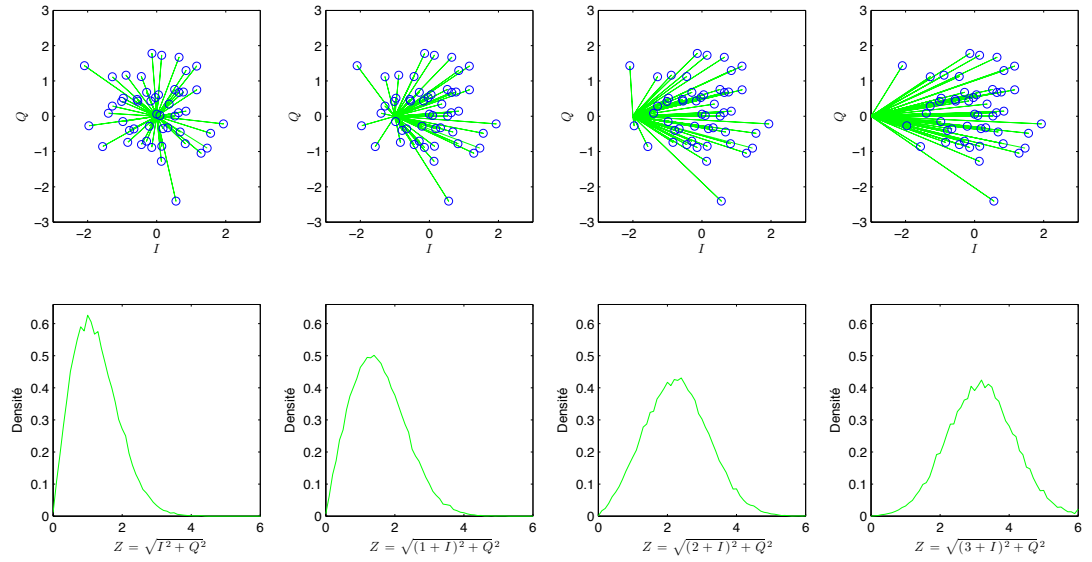 3
2
1
0
−1
−2
−3
Q
−2 0 2
I
3
2
1
0
−1
−2
−3
Q
−2 0 2
I
3
2
1
0
−1
−2
−3
Q
−2 0 2
I
3
2
1
0
−1
−2
−3
Q
−2 0 2
I
0.6
0.5
0.4
0.3
0.2
0.1
0
Densité
0 2 4 6
Z = √I² + Q²
0.6
0.5
0.4
0.3
0.2
0.1
0
Densité
0 2 4 6
Z = √(1 + I)² + Q²
0.6
0.5
0.4
0.3
0.2
0.1
0
Densité
0 2 4 6
Z = √(2 + I)² + Q²
0.6
0.5
0.4
0.3
0.2
0.1
0
Densité
0 2 4 6
Z = √(3 + I)² + Q²